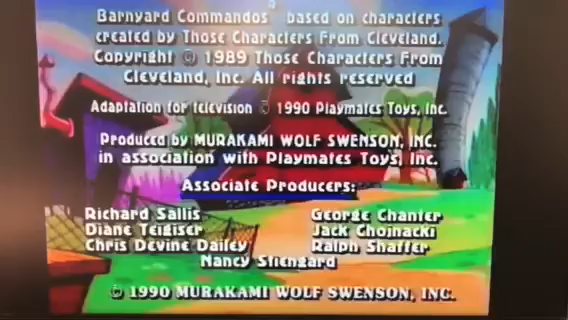 Barnyard Commandos™ based on characters
created by Those Characters From Cleveland.
Copyright © 1989 Those Characters From
Cleveland, Inc. All rights reserved
Adaptation for television © 1990 Playmates Toys, Inc.
Produced by MURAKAMI WOLF SWENSON, INC.
in association with Playmates Toys, Inc.
Associate Producers:
Richard Sallis George Chanter
Diane Teigiser Jack Chojnacki
Chris Devine Dailey Ralph Shaffer
Nancy Stiengard
© 1990 MURAKAMI WOLF SWENSON, INC.